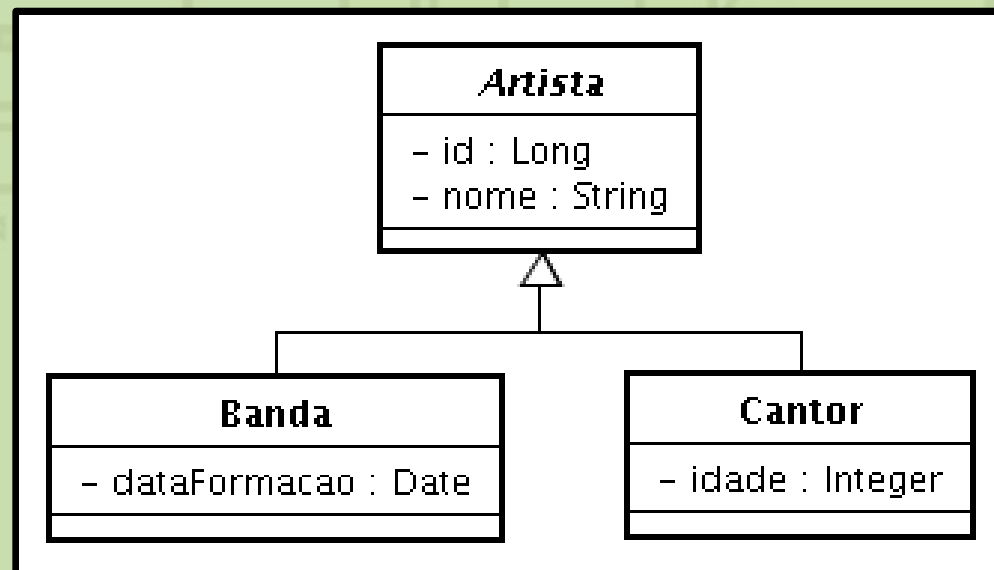 Artista
- id : Long
- nome : String
Banda
- dataFormacao : Date
Cantor
- idade : Integer